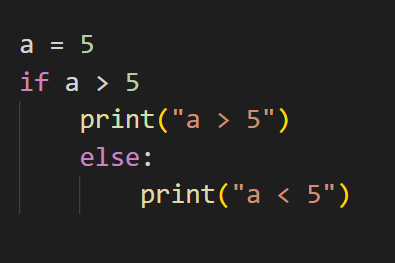 a = 5
if a > 5
    print("a > 5")
    else:
        print("a < 5")